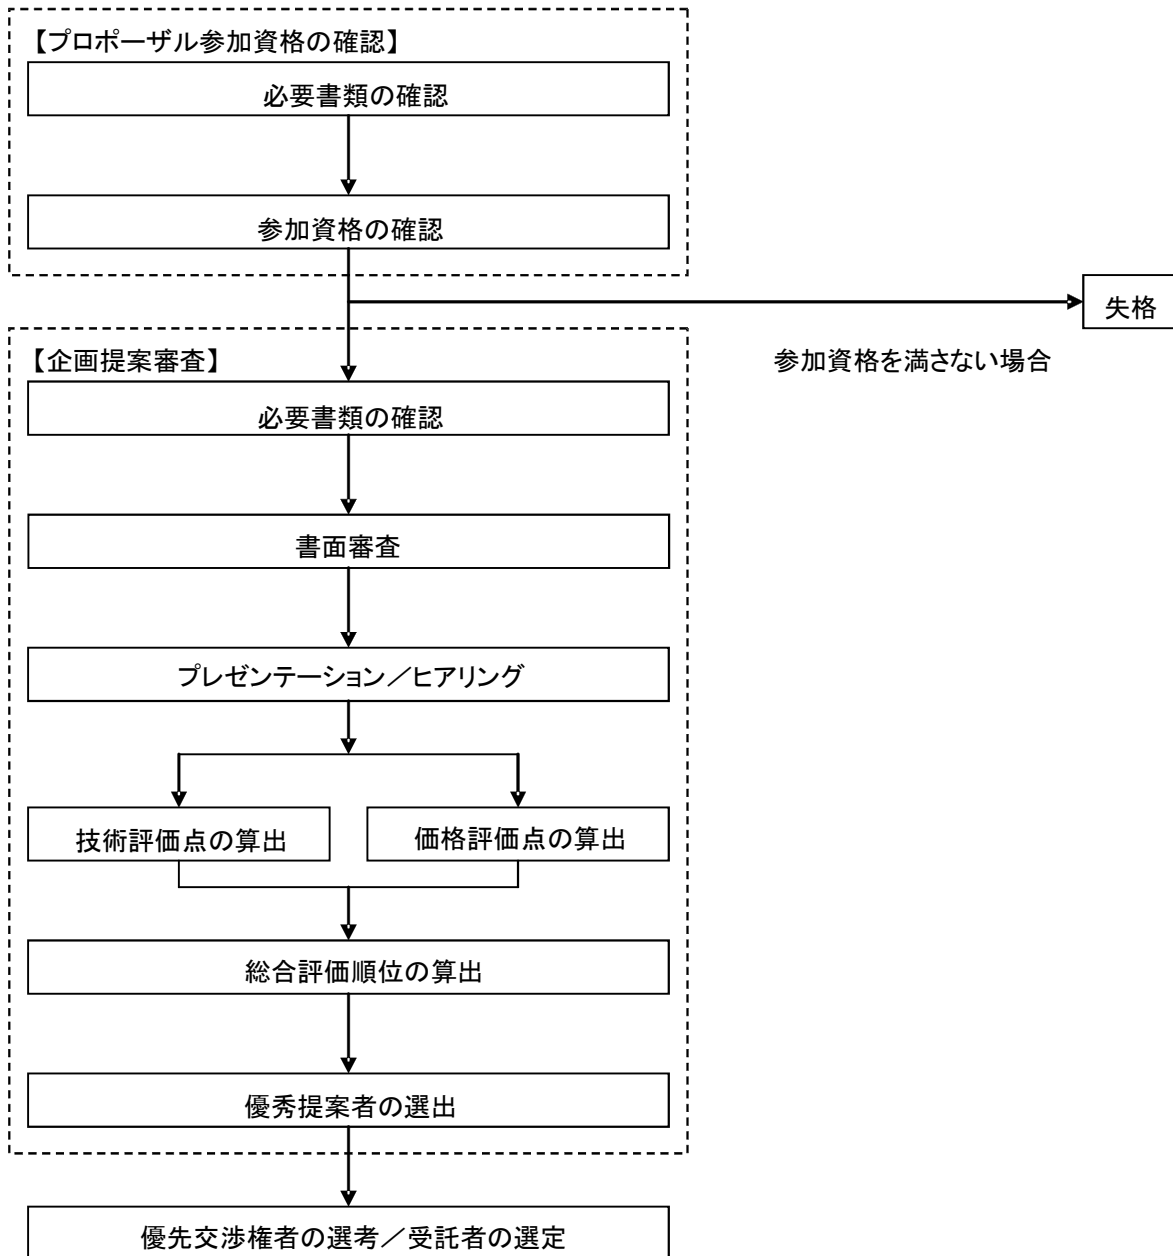 【プロポーザル参加資格の確認】
必要書類の確認
参加資格の確認
失格
【企画提案審査】
参加資格を満さない場合
必要書類の確認
書面審査
プレゼンテーション／ヒアリング
技術評価点の算出
価格評価点の算出
総合評価順位の算出
優秀提案者の選出
優先交渉権者の選考／受託者の選定